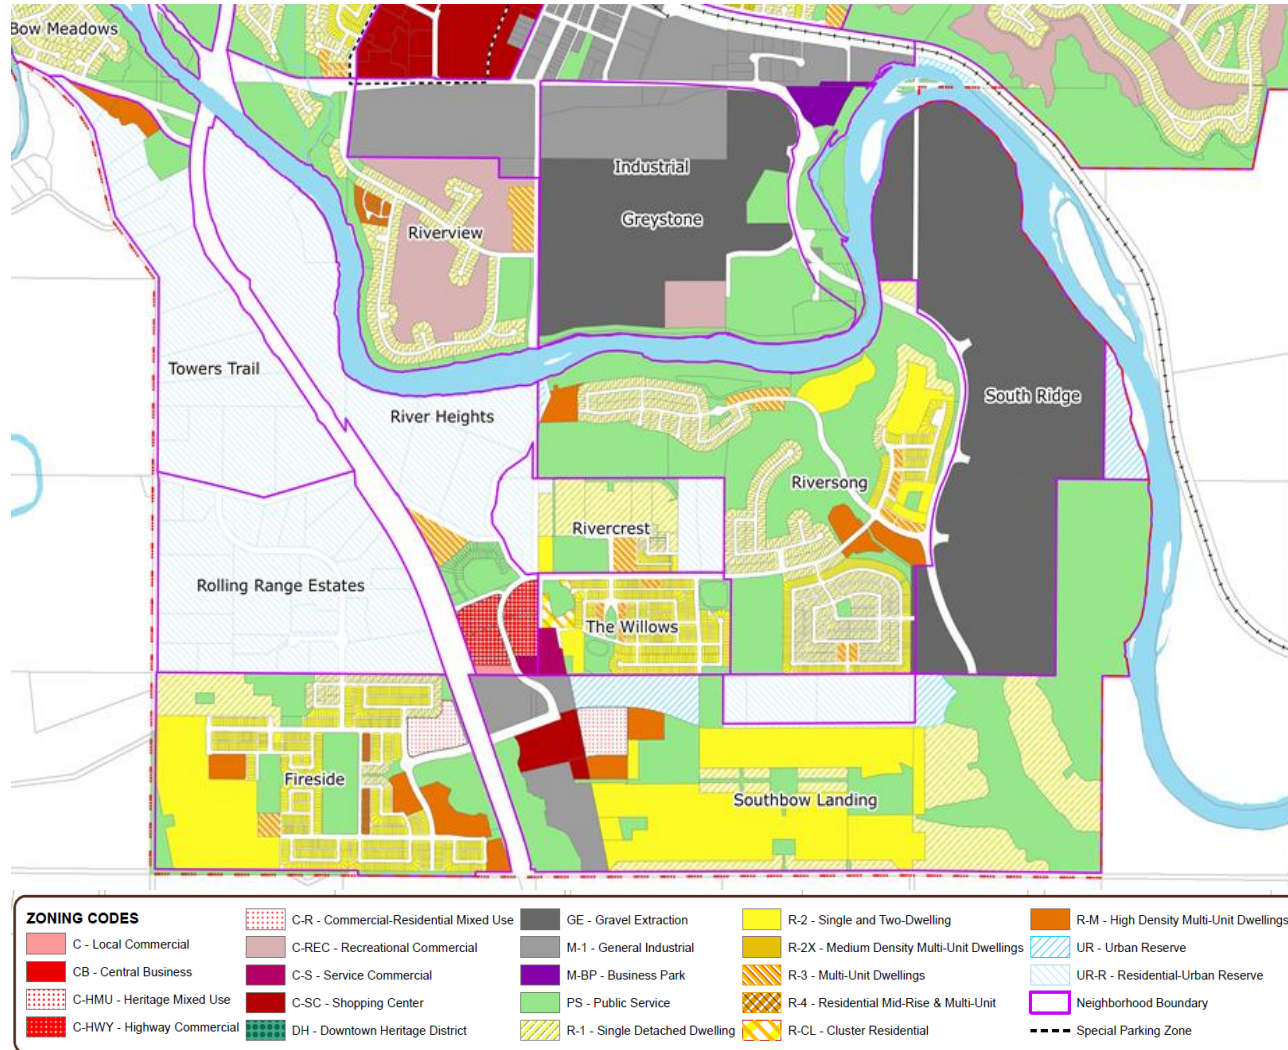 Bow Meadows
Industrial
Greystone
Riverview
Towers Trail
River Heights
South Ridge
Riversong
Rivercrest
Rolling Range Estates
The Willows
Fireside
Southbow Landing
ZONING CODES
C - Local Commercial
CB - Central Business
C-HMU - Heritage Mixed Use
C-HWY - Highway Commercial
C-R - Commercial-Residential Mixed Use
C-REC - Recreational Commercial
C-S - Service Commercial
C-SC - Shopping Center
DH - Downtown Heritage District
GE - Gravel Extraction
M-1 - General Industrial
M-BP - Business Park
PS - Public Service
R-1 - Single Detached Dwelling
R-2 - Single and Two-Dwelling
R-2X - Medium Density Multi-Unit Dwellings
R-3 - Multi-Unit Dwellings
R-4 - Residential Mid-Rise & Multi-Unit
R-CL - Cluster Residential
R-M - High Density Multi-Unit Dwellings
UR - Urban Reserve
UR-R - Residential-Urban Reserve
Neighborhood Boundary
Special Parking Zone